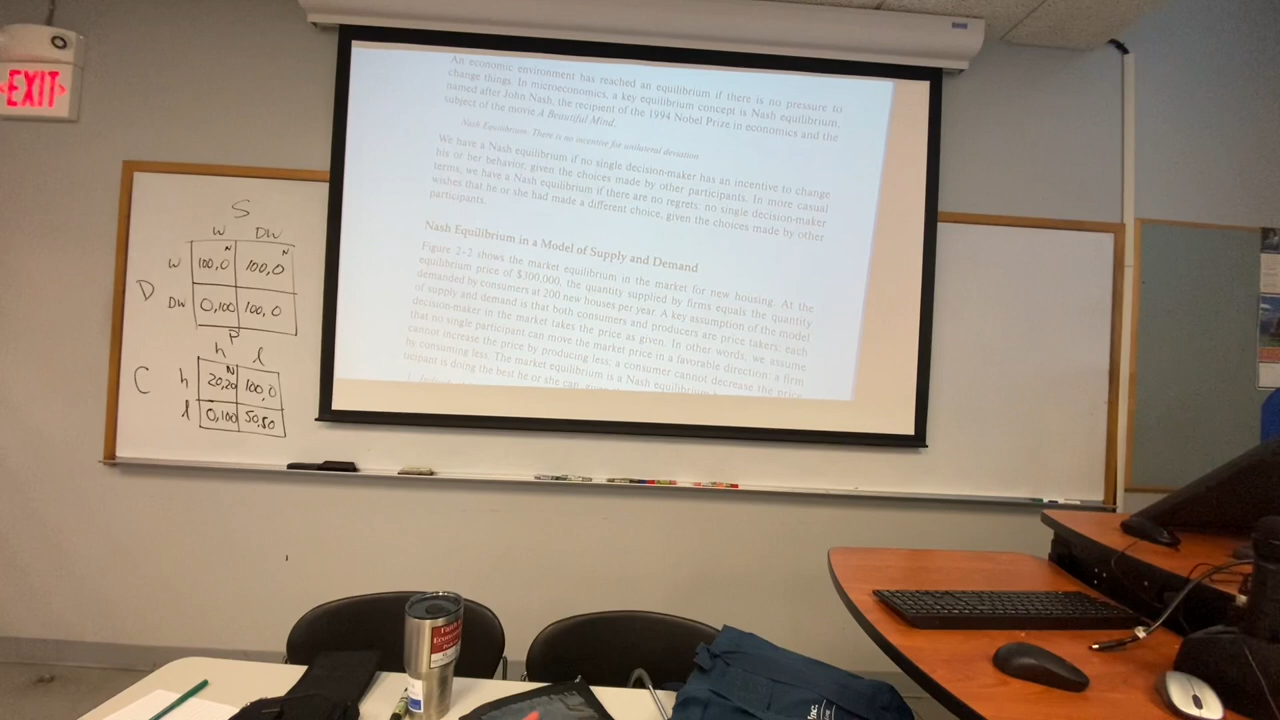 EXIT
An economic environment has reached an equilibrium if there is no pressure to
change things. In microeconomics, a key equilibrium concept is Nash equilibrium,
named after John Nash, the recipient of the 1994 Nobel Prize in economics and the
subject of the movie A Beautiful Mind.
Nash Equilibrium: There is no incentive for unilateral deviation
We have a Nash equilibrium if no single decision-maker has an incentive to change
his or her behavior, given the choices made by other participants. In more casual
terms, we have a Nash equilibrium if there are no regrets: no single decision-maker
wishes that he or she had made a different choice, given the choices made by other
participants.
Nash Equilibrium in a Model of Supply and Demand
Figure 2-2 shows the market equilibrium in the market for new housing. At the
equilibrium price of $300,000, the quantity supplied by firms equals the quantity
demanded by consumers at 200 new houses per year. A key assumption of the model
of supply and demand is that both consumers and producers are price takers: each
decision-maker in the market takes the price as given. In other words, we assume
that no single participant can move the market price in a favorable direction: a firm
cannot increase the price by producing less; a consumer cannot decrease the price
by consuming less. The market equilibrium is a Nash equilibrium
ticipant is doing the best he or she can,
S
W DW
D
W 100,0 N 100,0 N
DW 0,100 100,0
P
h l
C
h 20,20 N 100,0
l 0,100 50,50
Faith &
Inc.